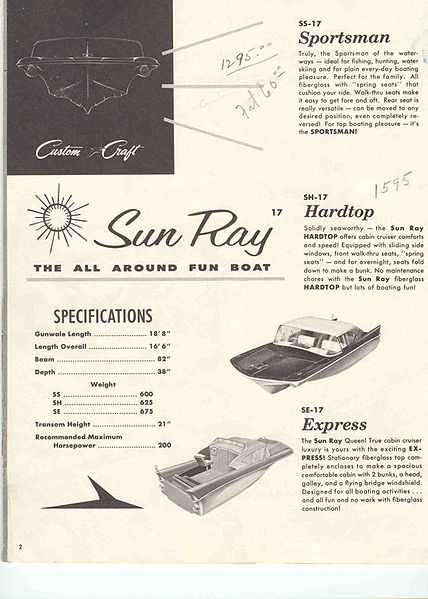 SS-17
Sportsman
Truly, the Sportsman of the water-
ways — ideal for fishing, hunting, water
skiing and for plain every-day boating
pleasure. Perfect for the family. All
fiberglass with "spring seats" that
cushion your ride. Walk-thru seats make
it easy to get fore and aft. Rear seat is
really versatile — can be moved to any
desired position, even completely re-
versed! For top boating pleasure — it's
the SPORTSMAN!
1295.00
Frt 60.00
Custom Craft
SH-17
1595
Hardtop
Solidly seaworthy — the Sun Ray
HARDTOP offers cabin cruiser comforts
and speed! Equipped with sliding side
windows, front walk-thru seats, "spring
seats" — and for overnight, seats fold
down to make a bunk. No maintenance
chores with the Sun Ray fiberglass
HARDTOP but lots of boating fun!
Sun Ray 17
THE ALL AROUND FUN BOAT
SPECIFICATIONS
Gunwale Length .................... 18'8"
Length Overall .................... 16'6"
Beam .................... 82"
Depth .................... 38"
Weight
SS .................... 600
SH .................... 625
SE .................... 675
Transom Height .................... 21"
Recommended Maximum
Horsepower .................... 200
SE-17
Express
The Sun Ray Queen! True cabin cruiser
luxury is yours with the exciting EX-
PRESS! Stationary fiberglass top com-
pletely encloses to make a spacious
comfortable cabin with 2 bunks, a head,
galley, and a flying bridge windshield.
Designed for all boating activities . . .
and all fun and no work with fiberglass
construction!
2